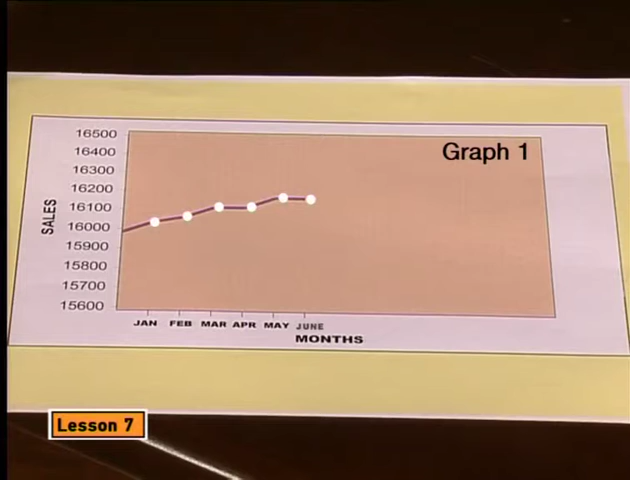 Graph 1
16500
16400
16300
16200
16100
16000
15900
15800
15700
15600
SALES
JAN FEB MAR APR MAY JUNE
MONTHS
Lesson 7